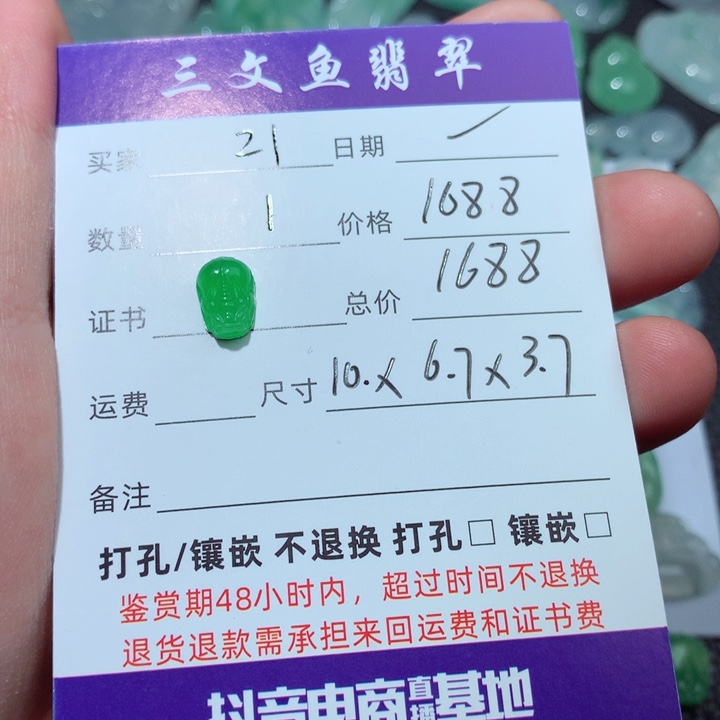 三文鱼翡翠
买家 21 日期
数量 1 价格 1688
证书 总价 1688
运费 尺寸 10.x 6.7x3.7
备注
打孔/镶嵌 不退换 打孔□ 镶嵌□
鉴赏期48小时内，超过时间不退换
退货退款需承担来回运费和证书费
抖音电商直播基地